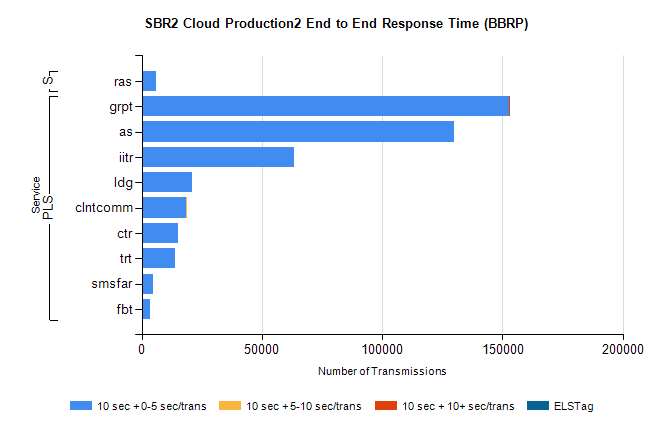 SBR2 Cloud Production2 End to End Response Time (BBRP)
Service
S
PLS
ras
grpt
as
iitr
ldg
clntcomm
ctr
trt
smsfar
fbt
0 50000 100000 150000 200000
Number of Transmissions
10 sec +0-5 sec/trans 10 sec +5-10 sec/trans 10 sec + 10+ sec/trans ELSTag